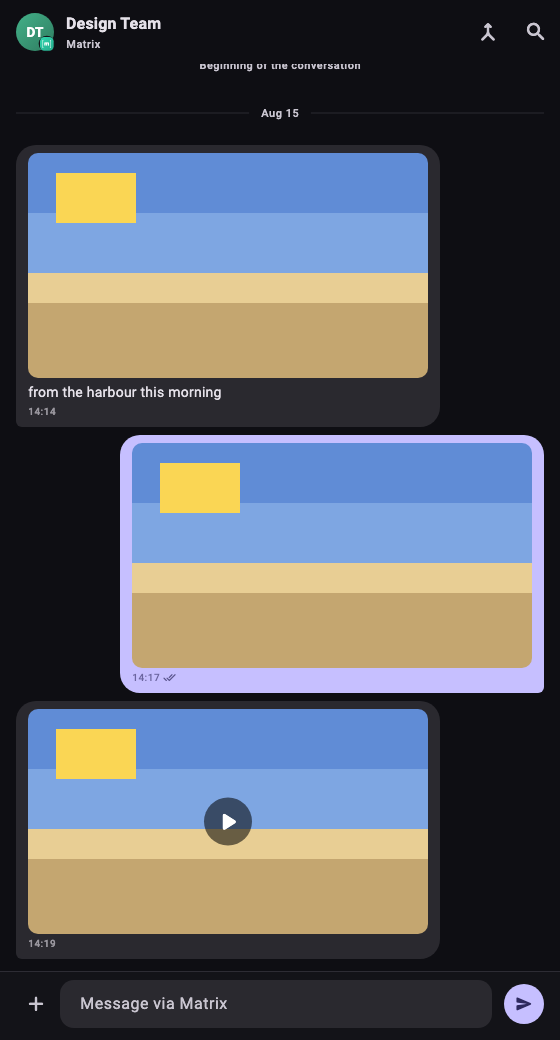 DT
Design Team
Matrix
Beginning of the conversation
Aug 15
from the harbour this morning
14:14
14:17
14:19
Message via Matrix